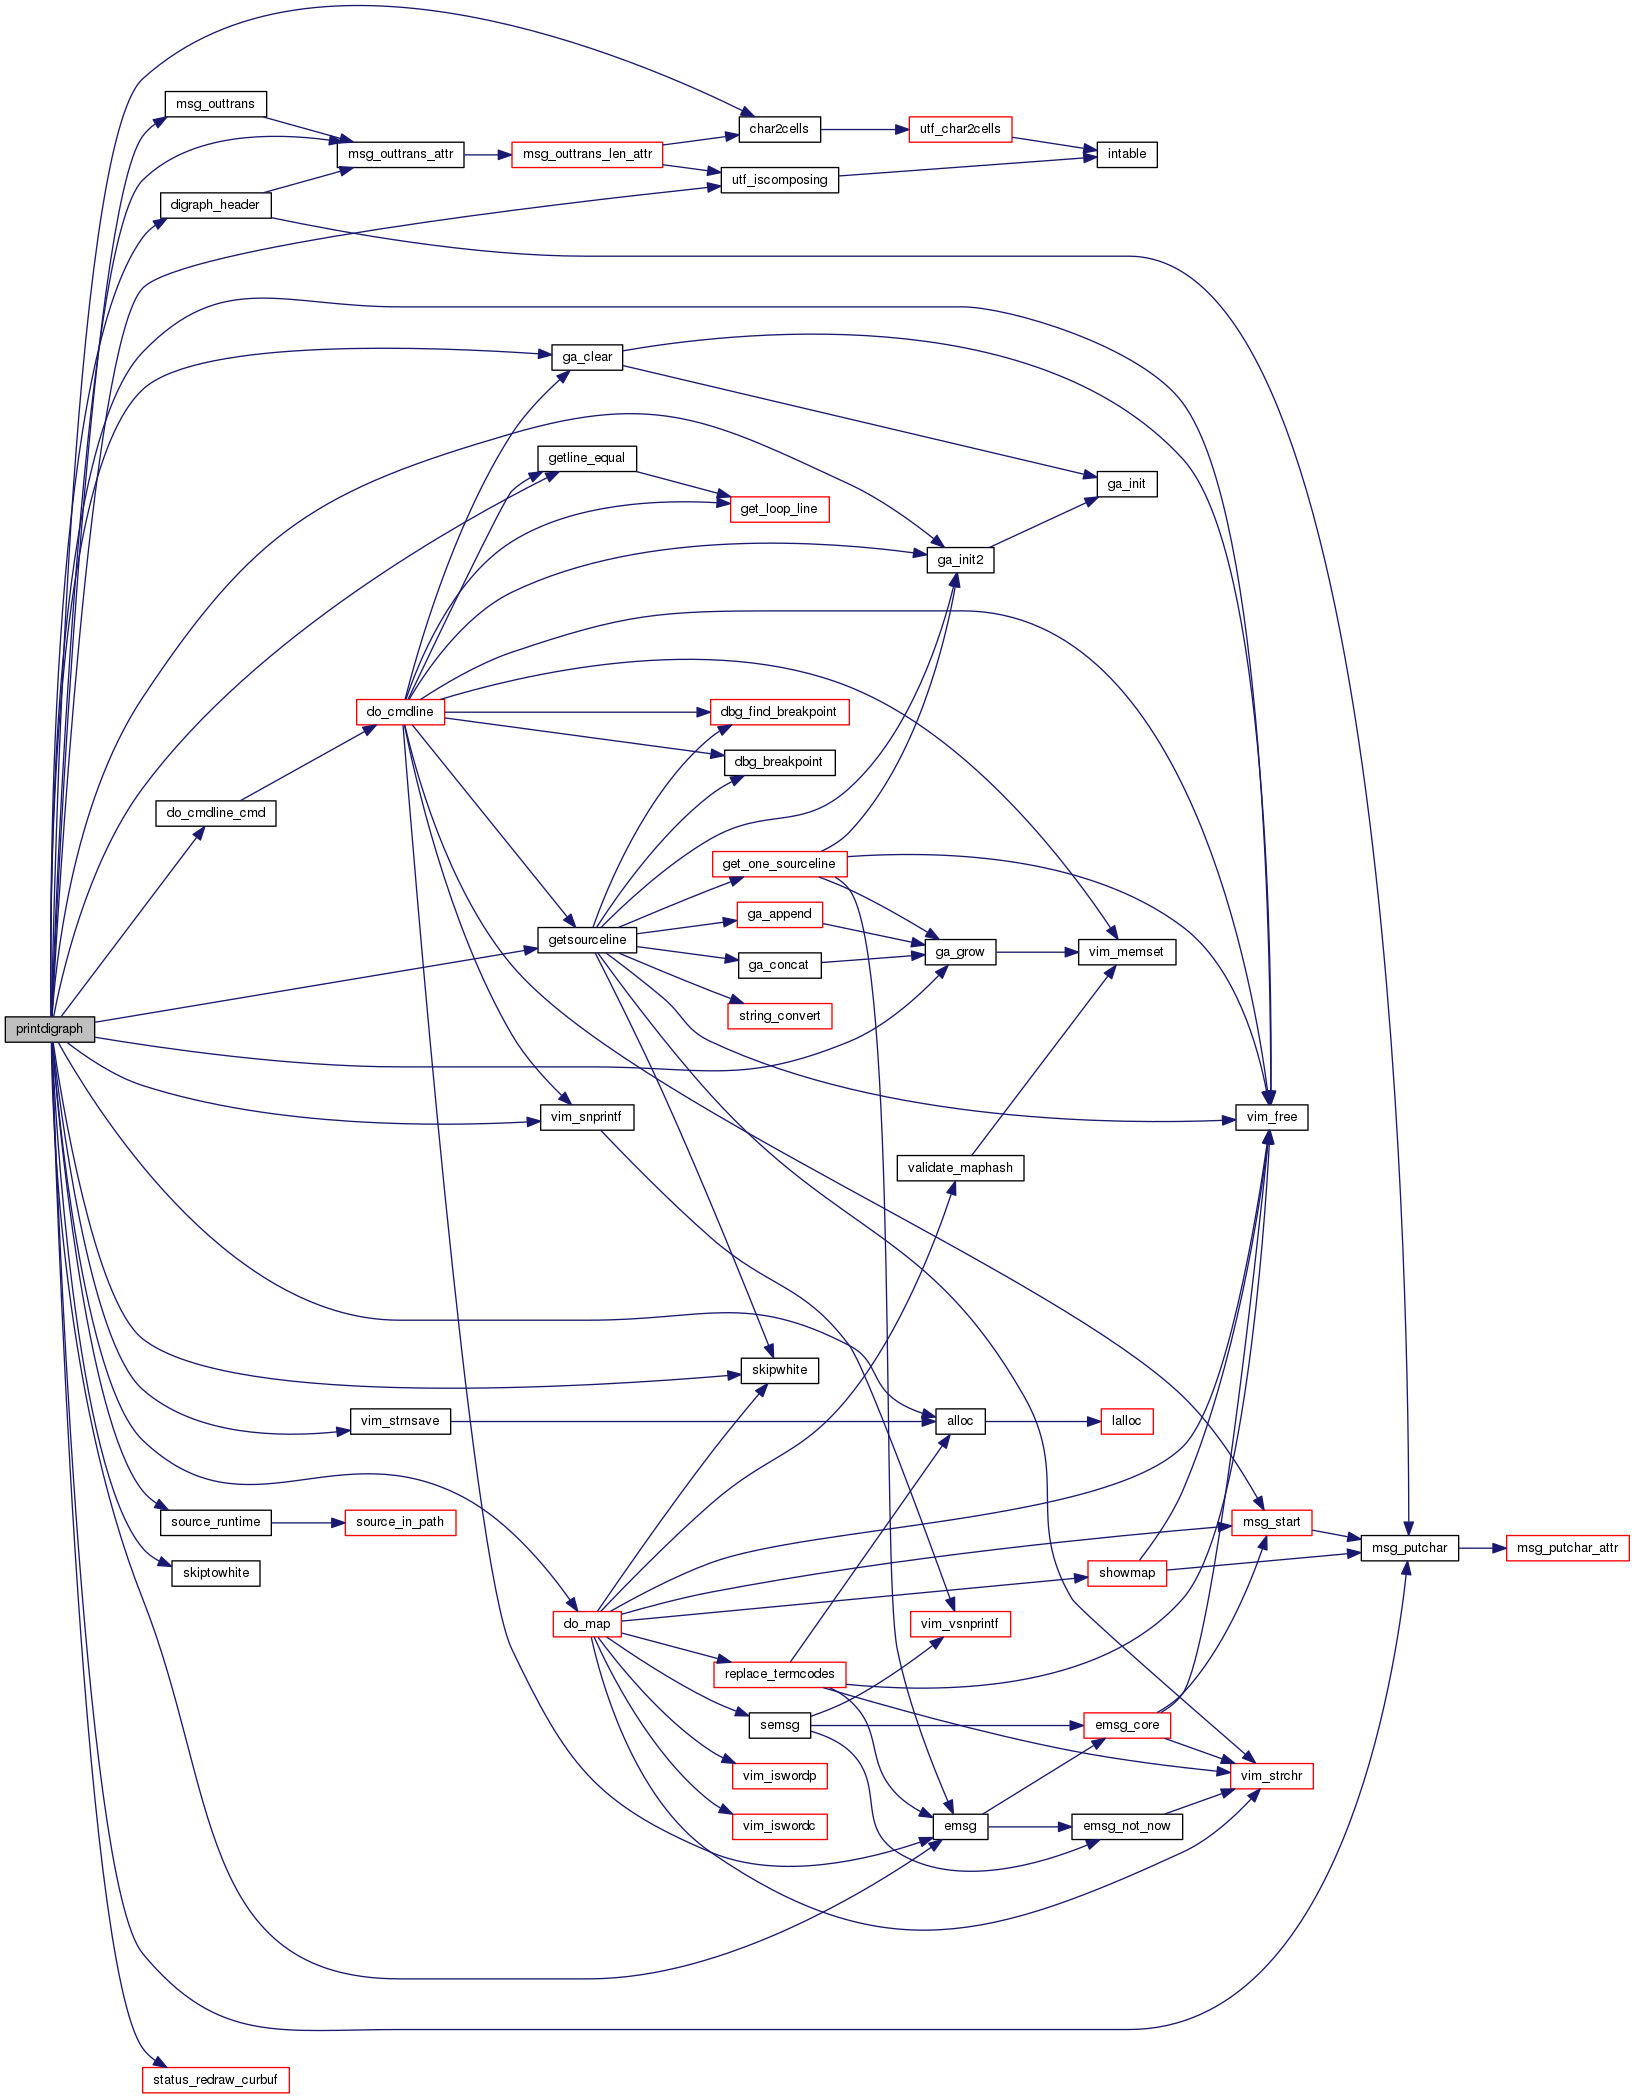 msg_outtrans
char2cells
utf_char2cells
msg_outtrans_attr
msg_outtrans_len_attr
intable
utf_iscomposing
digraph_header
ga_clear
getline_equal
ga_init
get_loop_line
ga_init2
do_cmdline
dbg_find_breakpoint
dbg_breakpoint
do_cmdline_cmd
get_one_sourceline
ga_append
getsourceline
ga_grow
vim_memset
ga_concat
string_convert
printdigraph
vim_snprintf
vim_free
validate_maphash
skipwhite
vim_strnsave
alloc
lalloc
source_runtime
source_in_path
msg_start
msg_putchar
msg_putchar_attr
skiptowhite
showmap
do_map
vim_vsnprintf
replace_termcodes
semsg
emsg_core
vim_iswordp
vim_strchr
vim_iswordc
emsg
emsg_not_now
status_redraw_curbuf